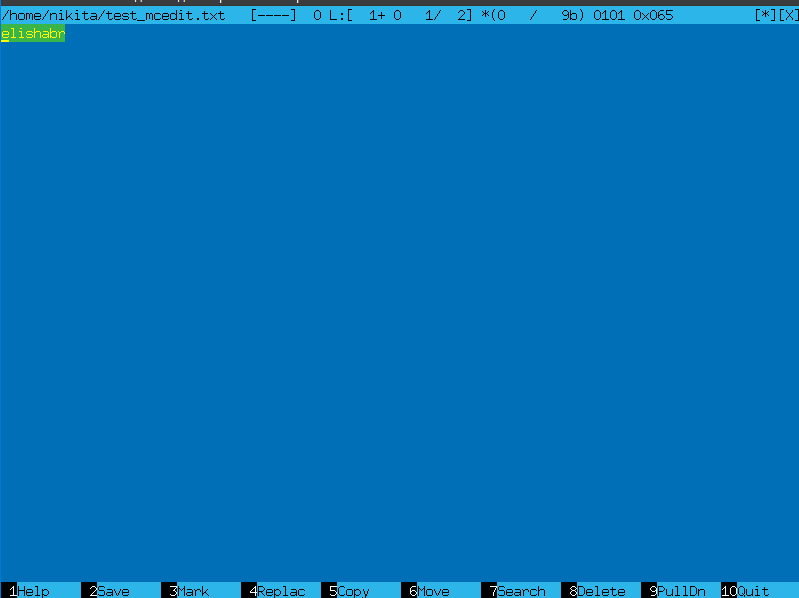 /home/nikita/test_mcedit.txt [----] 0 L:[ 1+ 0 1/ 2] *(0 / 9b) 0101 0x065 [*][X]
elishabr
1Help 2Save 3Mark 4Replac 5Copy 6Move 7Search 8Delete 9PullDn 10Quit